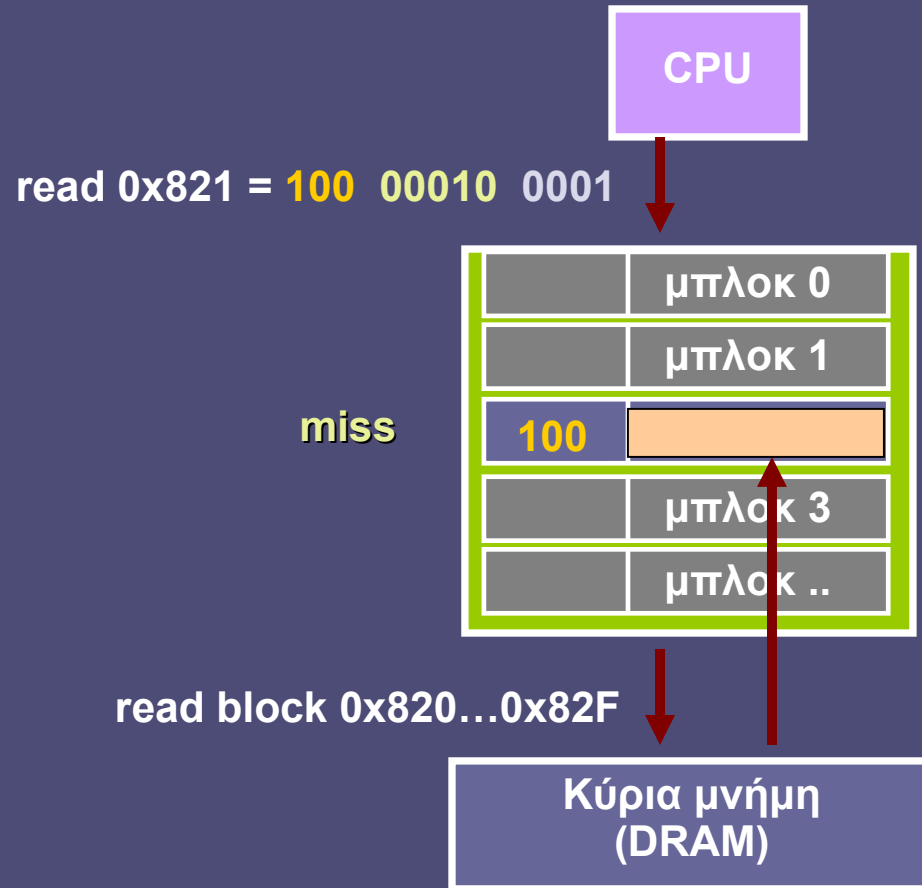 CPU
read 0x821 = 100 00010 0001
μπλοκ 0
μπλοκ 1
miss
100
μπλοκ 3
μπλοκ ..
read block 0x820…0x82F
Κύρια μνήμη
(DRAM)